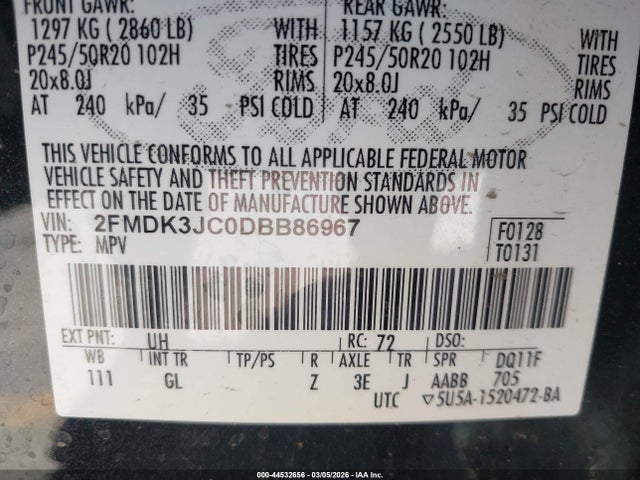 FRONT GAWR: REAR GAWR:
1297 KG ( 2860 LB) WITH 1157 KG ( 2550 LB) WITH
P245/50R20 102H TIRES P245/50R20 102H TIRES
20x8.0J RIMS 20x8.0J RIMS
AT 240 kPa/ 35 PSI COLD AT 240 kPa/ 35 PSI COLD
THIS VEHICLE CONFORMS TO ALL APPLICABLE FEDERAL MOTOR
VEHICLE SAFETY AND THEFT PREVENTION STANDARDS IN
EFFECT ON THE DATE OF MANUFACTURE SHOWN ABOVE.
VIN: 2FMDK3JC0DBB86967 F0128
TYPE: MPV T0131
EXT PNT: UH RC: 72 DSO:
WB INT TR TP/PS R AXLE TR SPR DQ11F
111 GL Z 3E J AABB 705
UTC ▽5U5A-1520472-BA
000-44532656 | 03/05/2026 - IAA Inc.